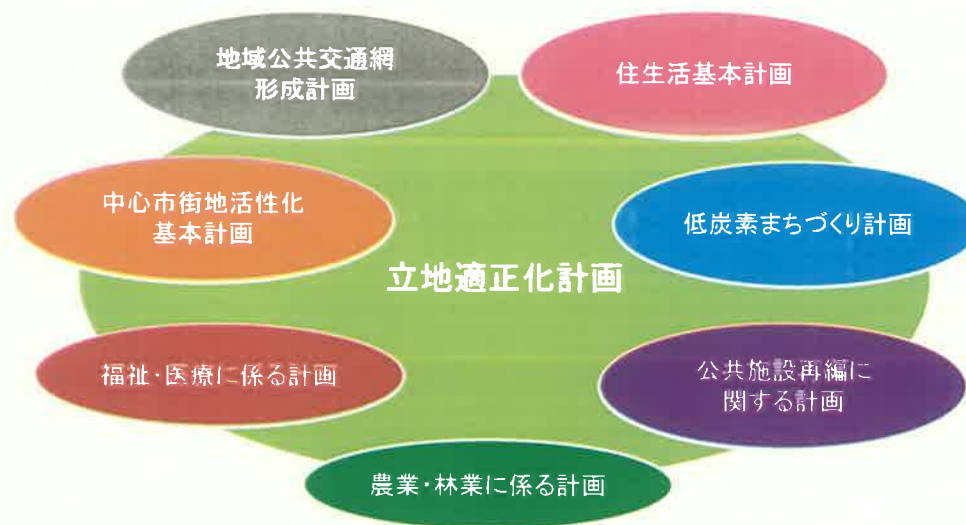 地域公共交通網
形成計画
住生活基本計画
中心市街地活性化
基本計画
低炭素まちづくり計画
立地適正化計画
福祉・医療に係る計画
公共施設再編に
関する計画
農業・林業に係る計画